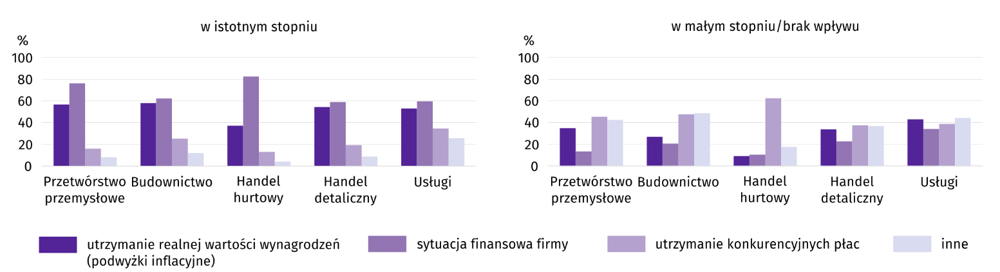 w istotnym stopniu
%
100
80
60
40
20
0
Przetwórstwo przemysłowe
Budownictwo
Handel hurtowy
Handel detaliczny
Usługi
w małym stopniu/brak wpływu
%
100
80
60
40
20
0
Przetwórstwo przemysłowe
Budownictwo
Handel hurtowy
Handel detaliczny
Usługi
utrzymanie realnej wartości wynagrodzeń
(podwyżki inflacyjne)
sytuacja finansowa firmy
utrzymanie konkurencyjnych płac
inne